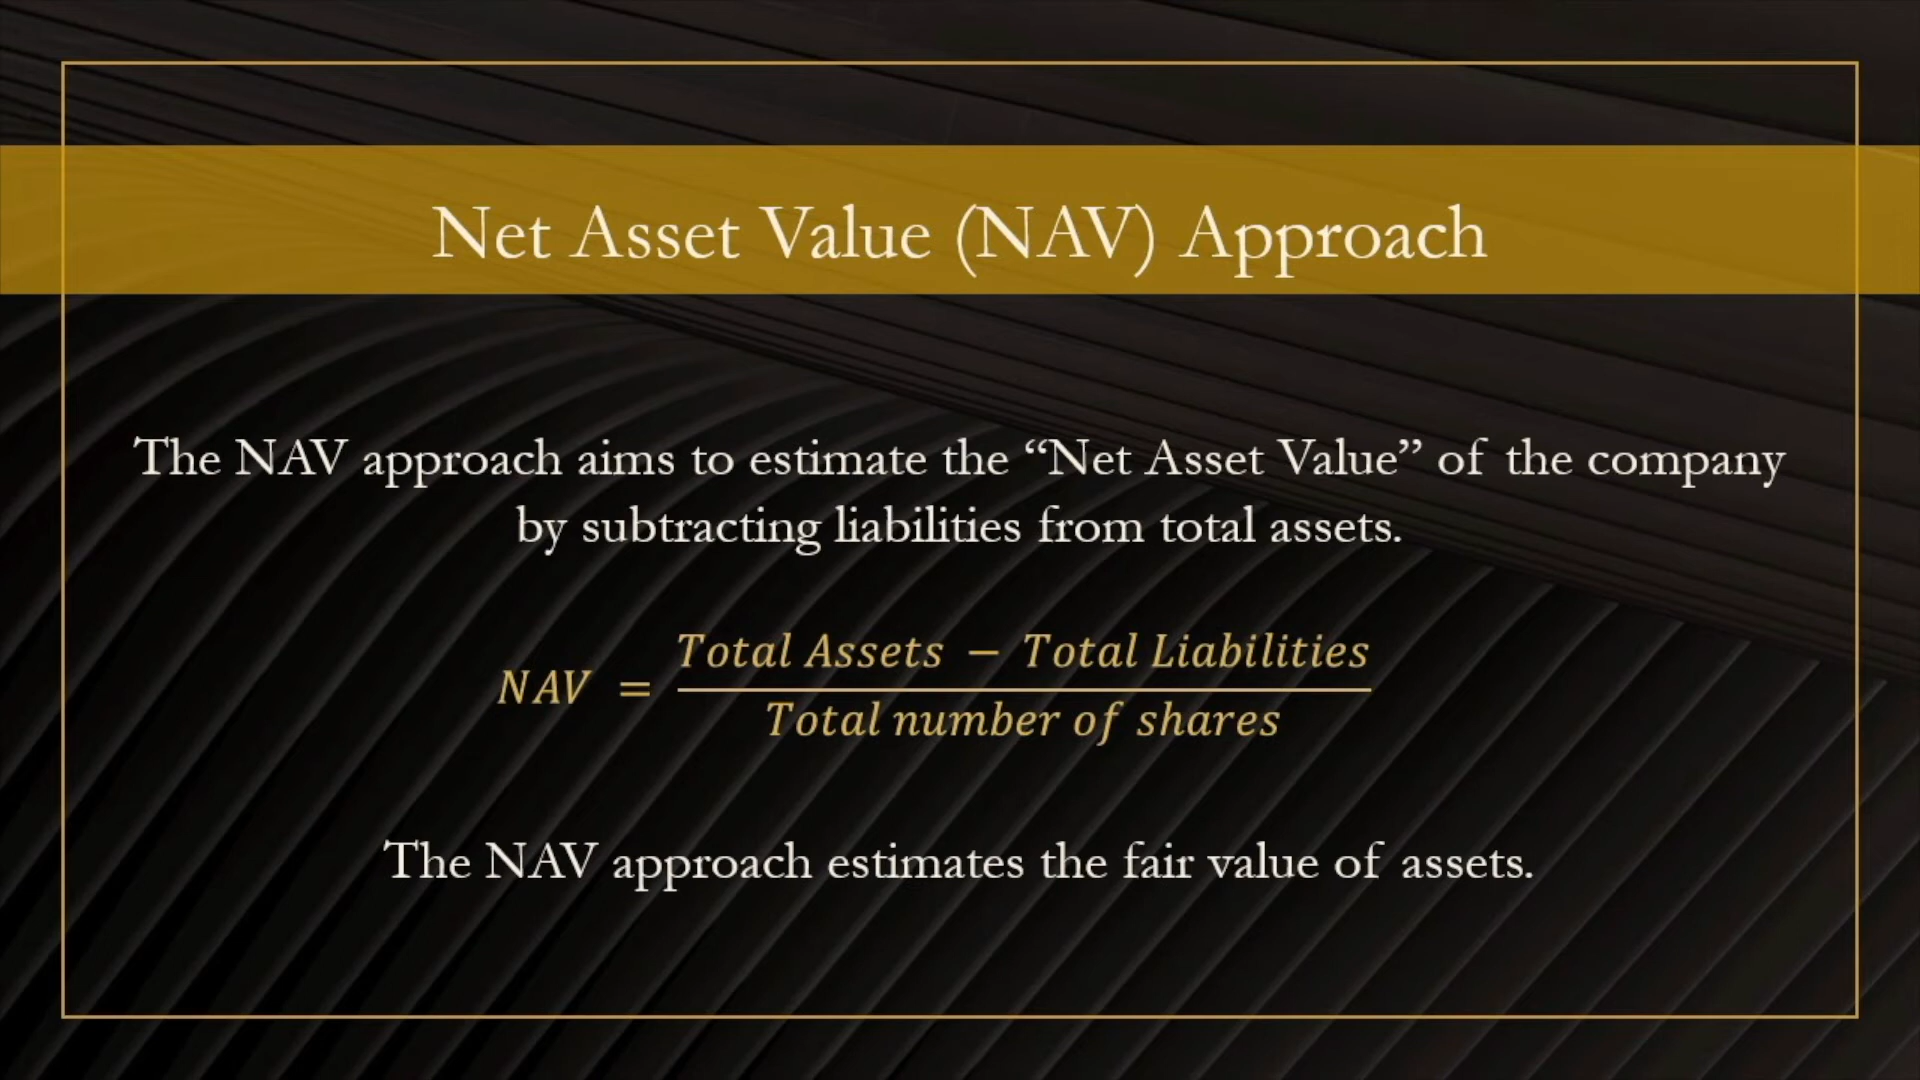 Net Asset Value (NAV) Approach
The NAV approach aims to estimate the “Net Asset Value” of the company
by subtracting liabilities from total assets.
NAV = Total Assets − Total Liabilities
Total number of shares
The NAV approach estimates the fair value of assets.